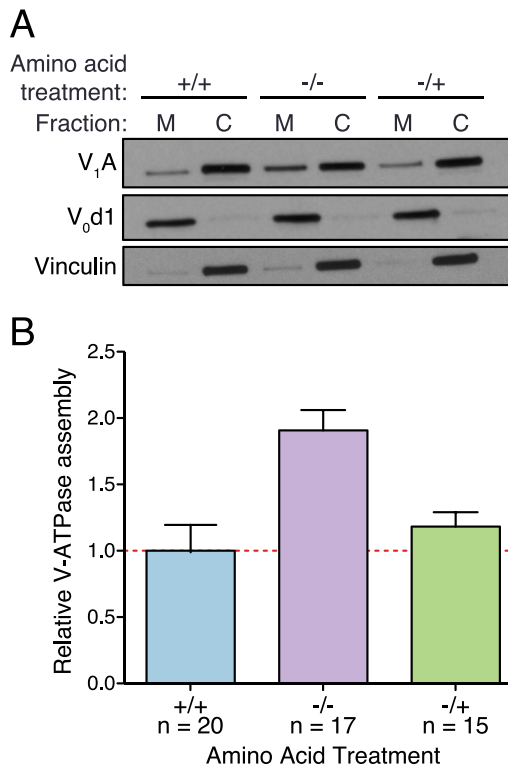 A
Amino acid
treatment: +/+ -/- -/+
Fraction: M C M C M C
V₁A
V₀d1
Vinculin
B
Relative V-ATPase assembly
2.5
2.0
1.5
1.0
0.5
0.0
+/+ -/- -/+
n = 20 n = 17 n = 15
Amino Acid Treatment